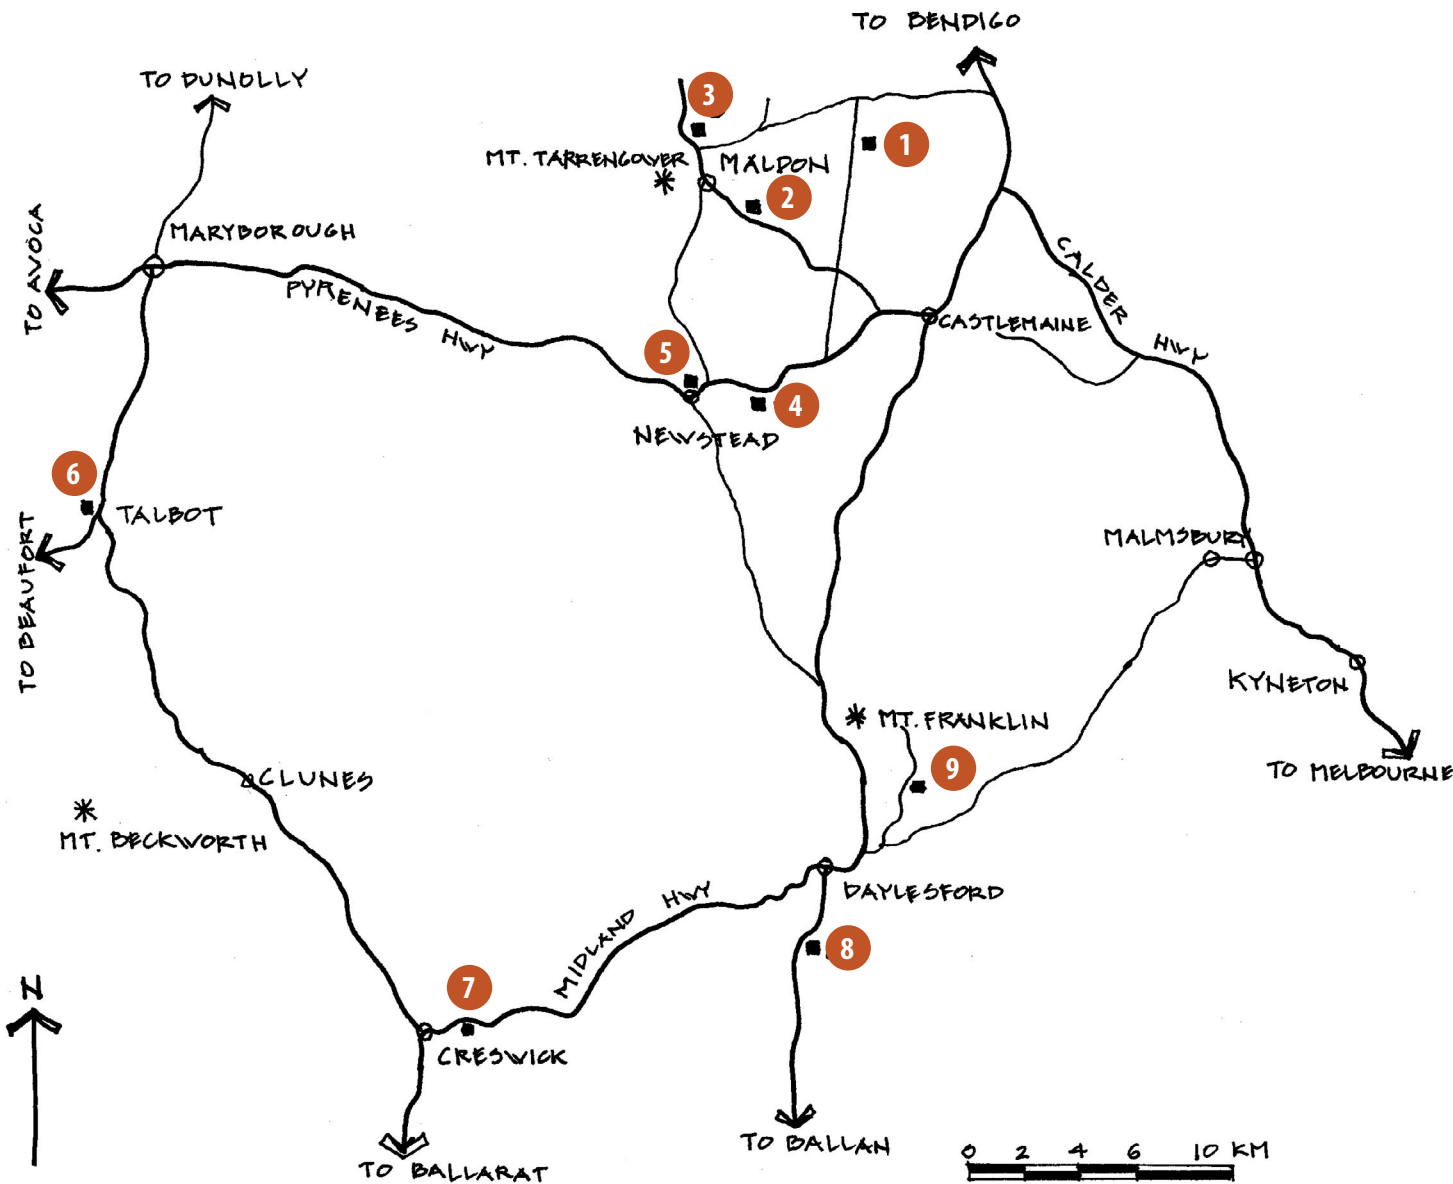 TO BENDIGO
TO DUNOLLY
3
1
MT. TARRENGOWER
MALDON
2
TO AVOCA
MARYBOROUGH
PYRENEES HWY
CALDER HWY
CASTLEMAINE
5
4
NEWSTEAD
6
TALBOT
TO BEAUFORT
MALMSBURY
KYNETON
MT. FRANKLIN
9
TO MELBOURNE
CLUNES
MT. BECKWORTH
DAYLESFORD
MIDLAND HWY
8
7
N
CRESWICK
TO BALLAN
TO BALLARAT
0 2 4 6 10 KM